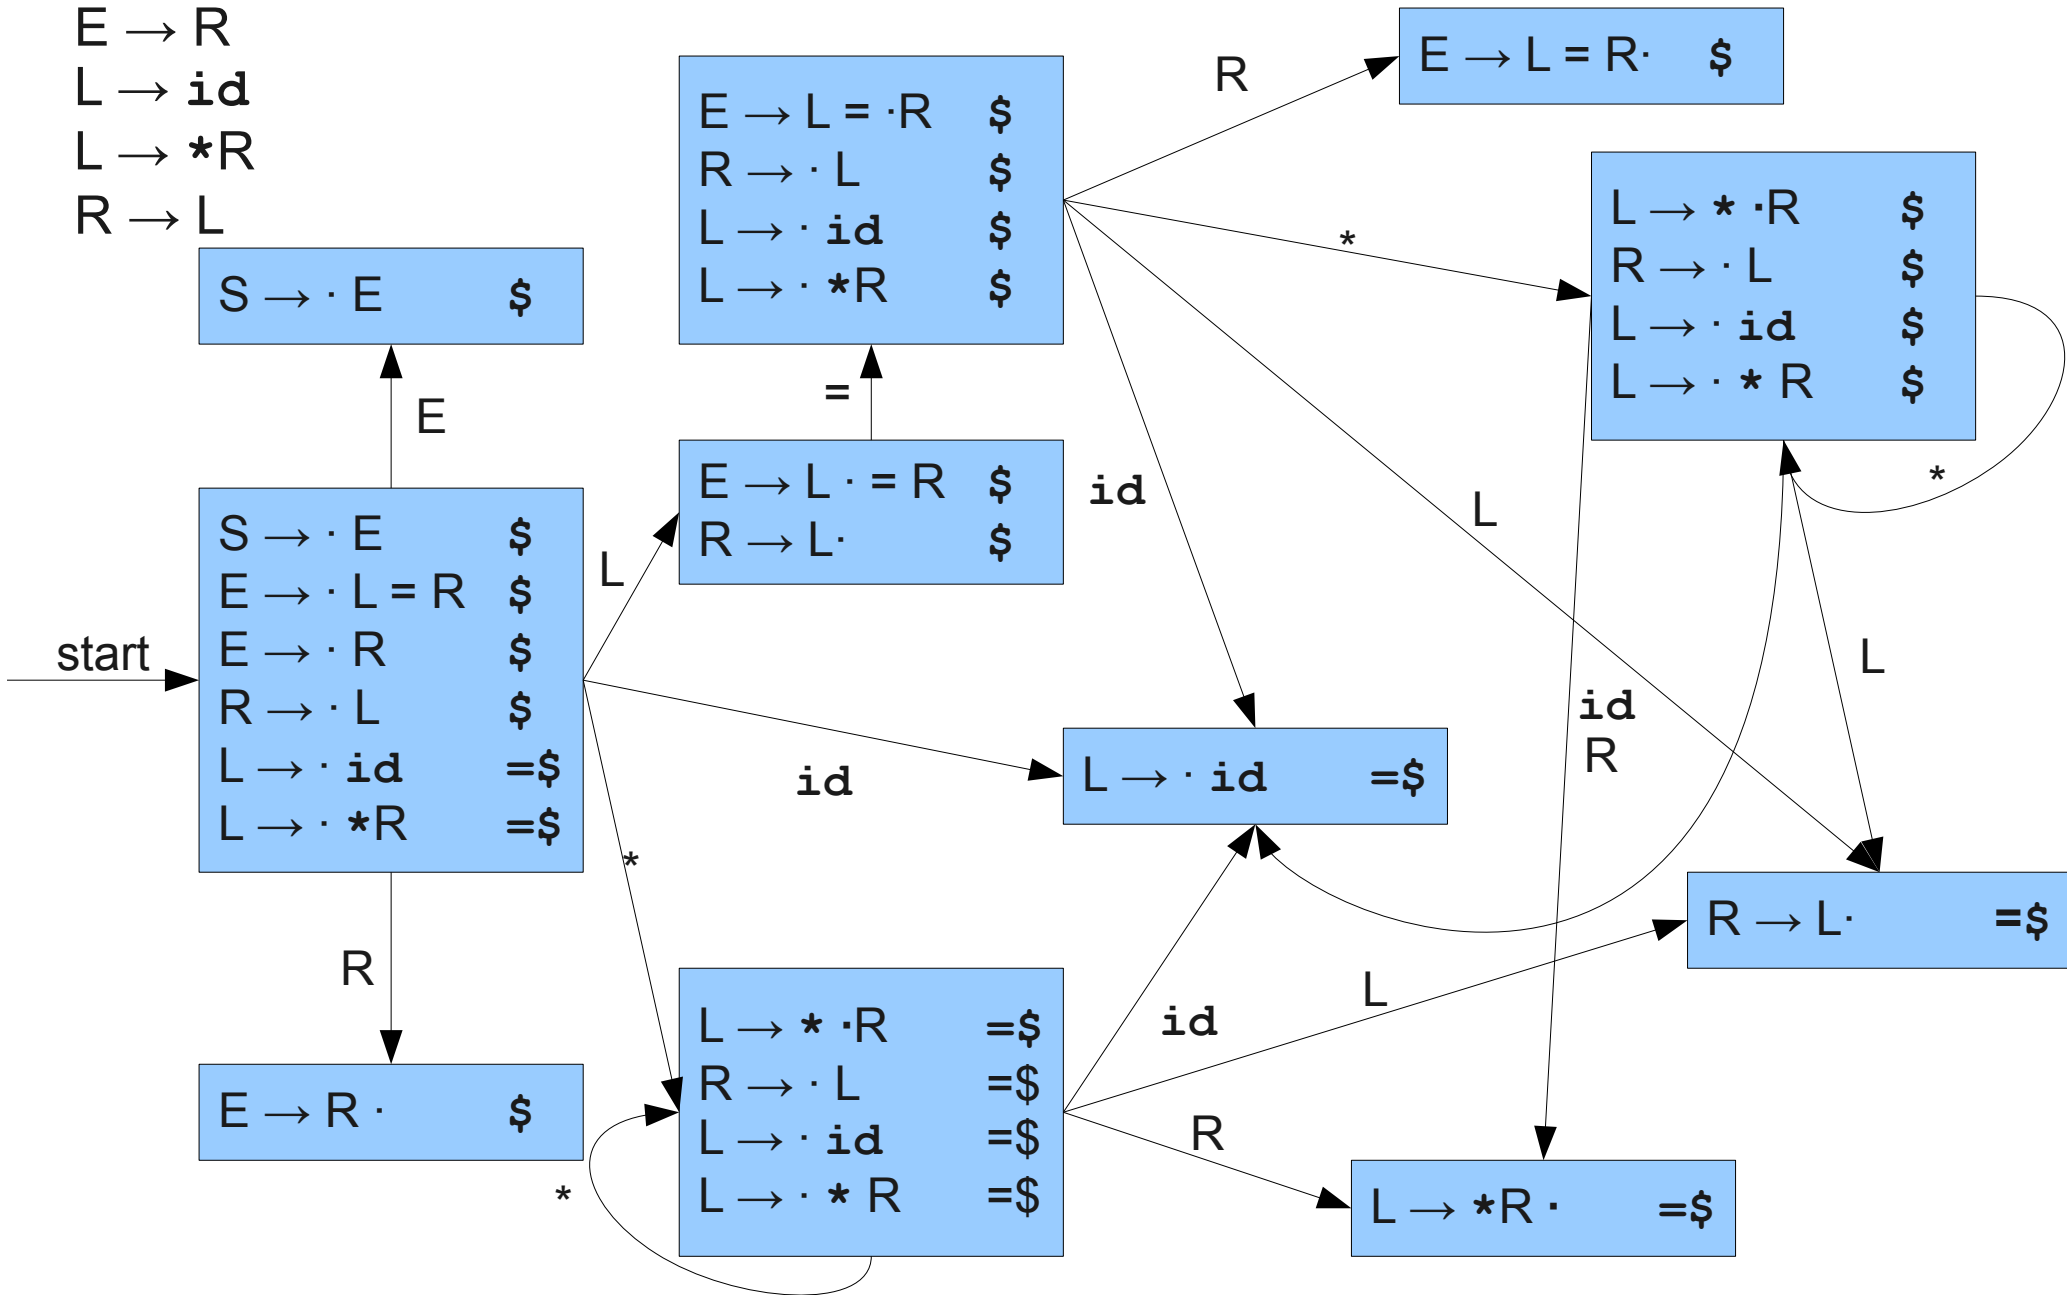 E → R
L → id
L → *R
R → L
S → · E $
E
start
S → · E $
E → · L = R $
E → · R $
R → · L $
L → · id =$
L → · *R =$
R
E → R · $
E → L = ·R $
R → · L $
L → · id $
L → · *R $
=
E → L · = R $
R → L· $
L
id
*
L → * ·R =$
R → · L =$
L → · id =$
L → · * R =$
*
R
E → L = R· $
*
L → * ·R $
R → · L $
L → · id $
L → · * R $
*
id
L
L
id
R
L → · id =$
R → L· =$
id
L
R
L → *R · =$